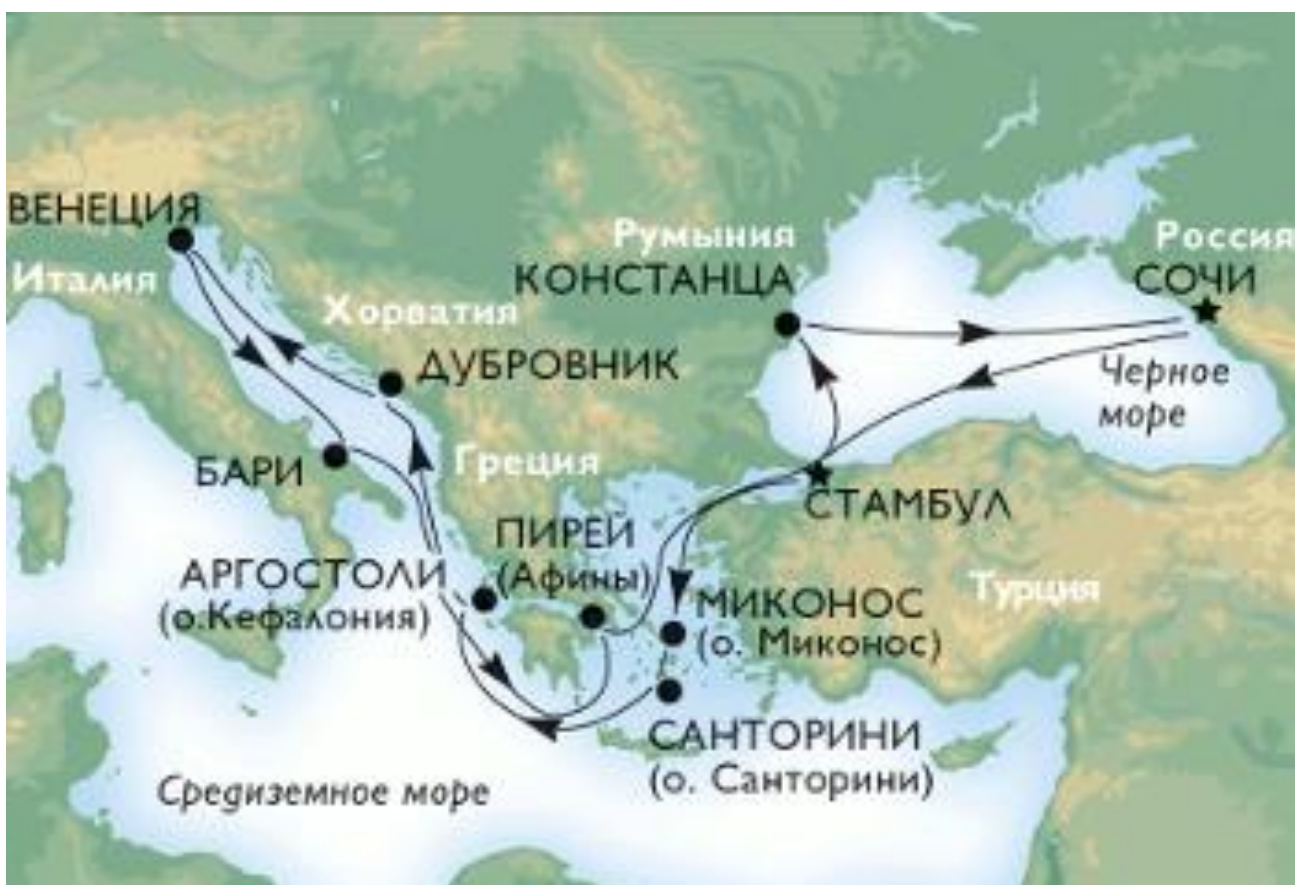 ВЕНЕЦИЯ
Италия
Хорватия
ДУБРОВНИК
Румыния
КОНСТАНЦА
Россия
СОЧИ
Черное
море
БАРИ
Греция
СТАМБУЛ
ПИРЕЙ
(Афины)
АРГОСТОЛИ
(о.Кефалония)
Турция
МИКОНОС
(о. Миконос)
САНТОРИНИ
(о. Санторини)
Средиземное море